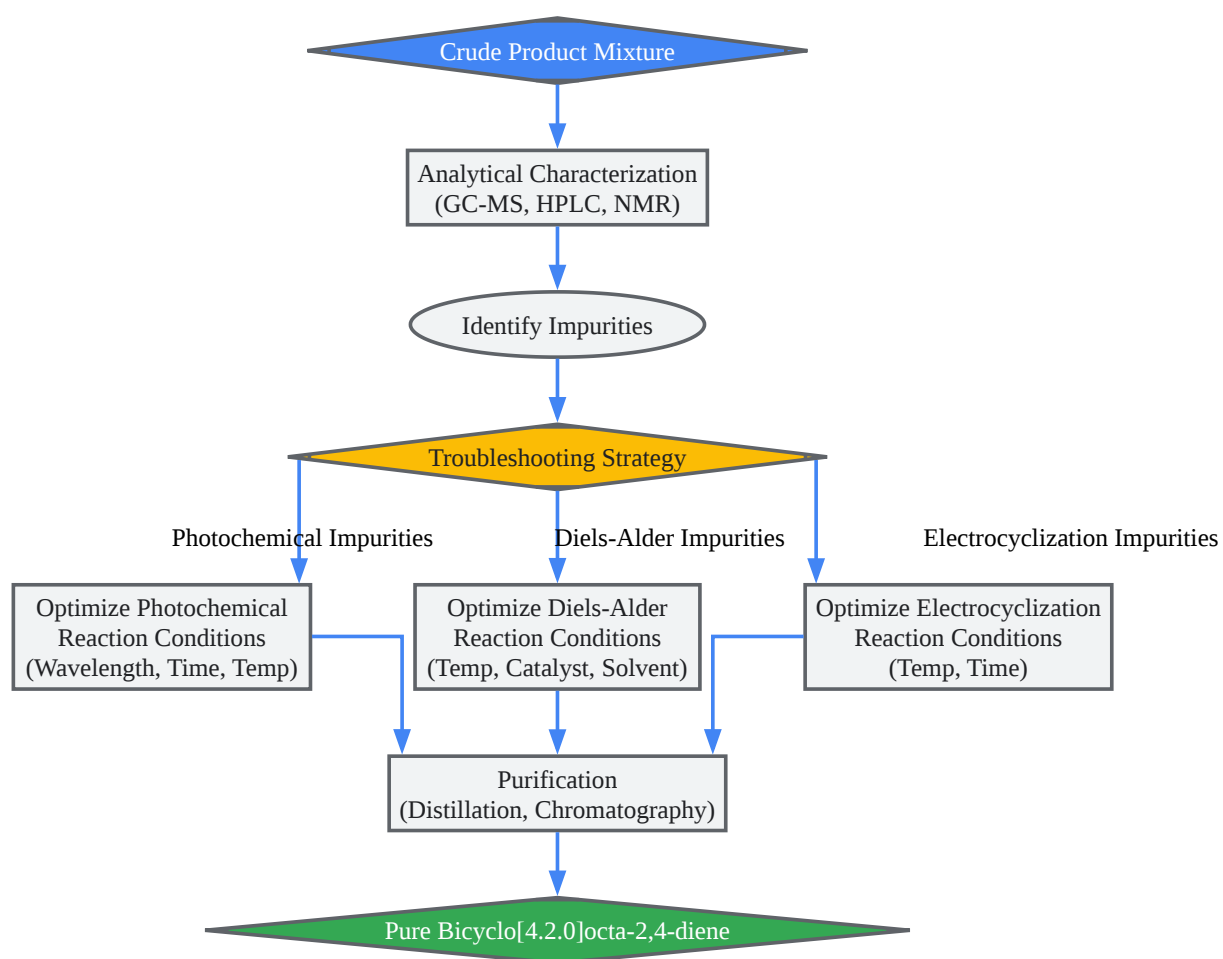 Crude Product Mixture
Analytical Characterization
(GC-MS, HPLC, NMR)
Identify Impurities
Troubleshooting Strategy
Photochemical Impurities
Diels-Alder Impurities
Electrocyclization Impurities
Optimize Photochemical
Reaction Conditions
(Wavelength, Time, Temp)
Optimize Diels-Alder
Reaction Conditions
(Temp, Catalyst, Solvent)
Optimize Electrocyclization
Reaction Conditions
(Temp, Time)
Purification
(Distillation, Chromatography)
Pure Bicyclo[4.2.0]octa-2,4-diene